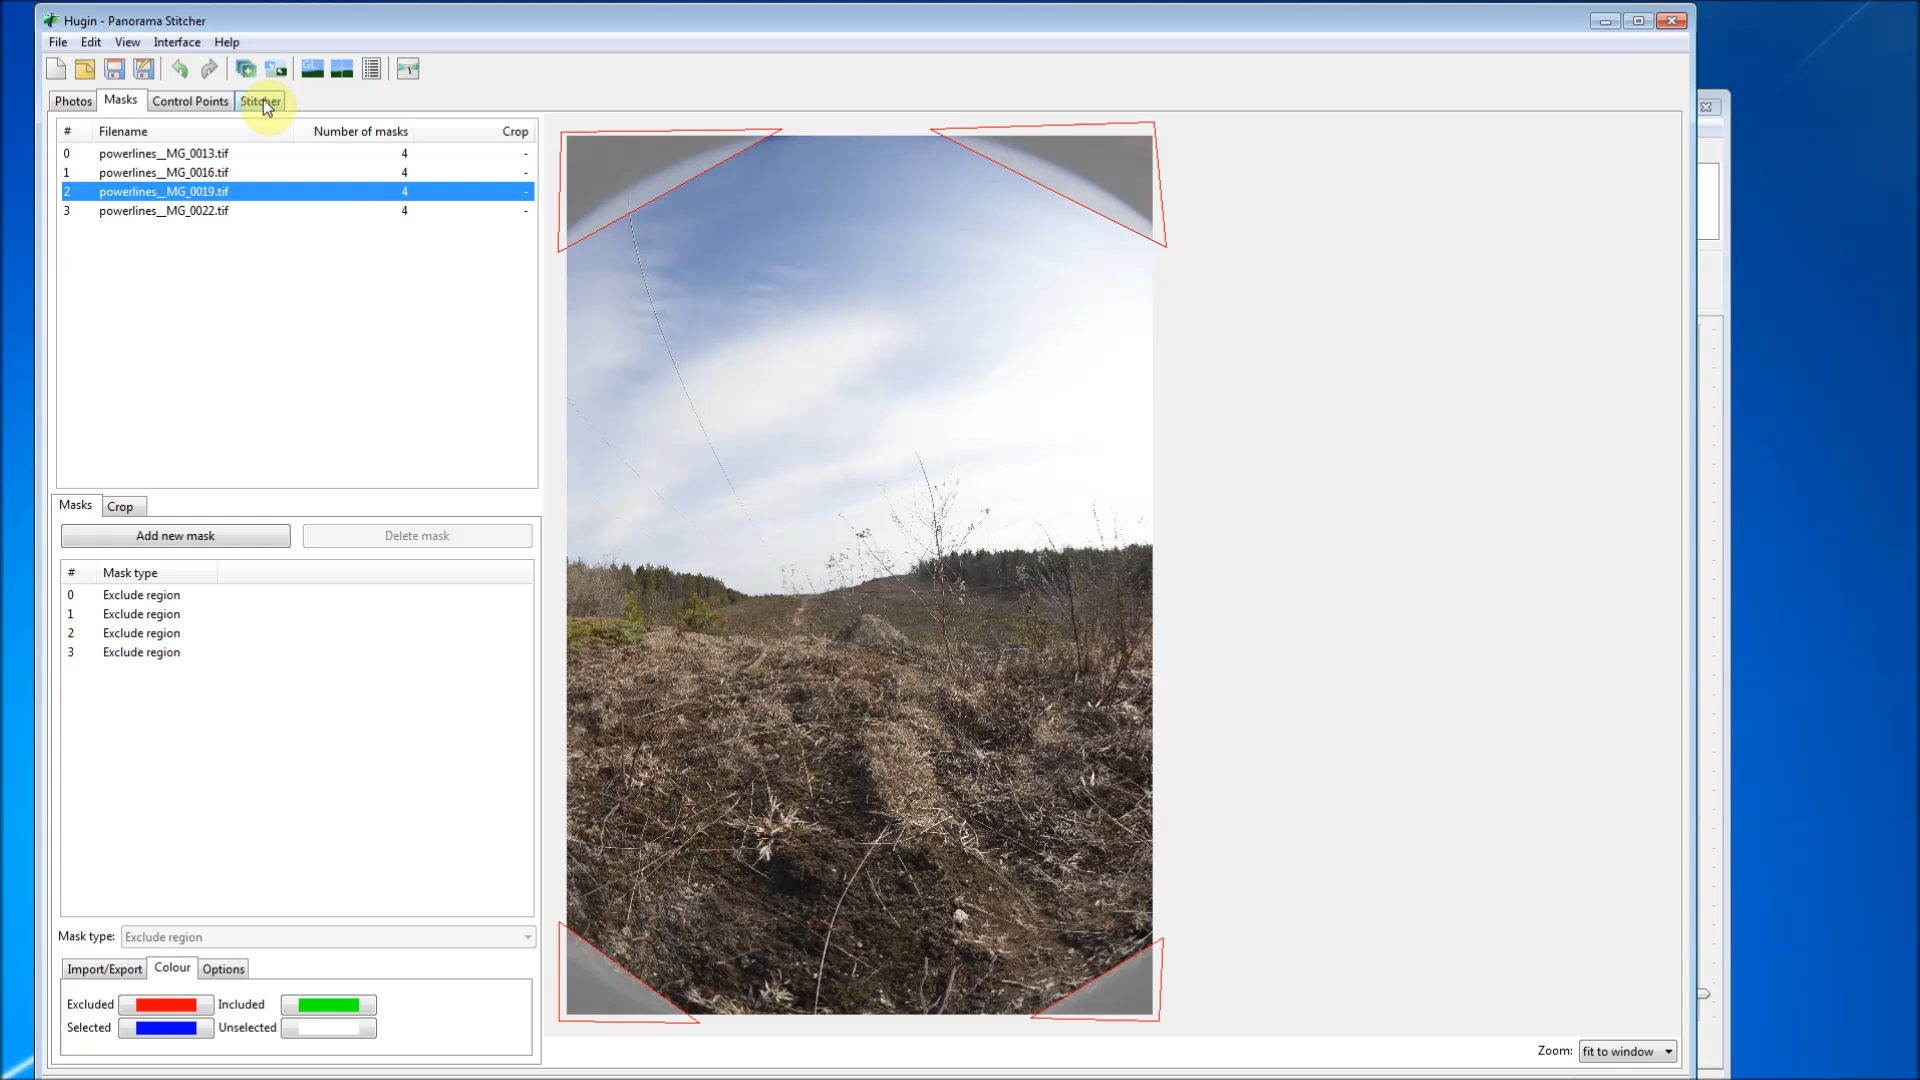 Hugin - Panorama Stitcher
File Edit View Interface Help
Photos Masks Control Points Stitcher
# Filename Number of masks Crop
0 powerlines__MG_0013.tif 4 -
1 powerlines__MG_0016.tif 4 -
2 powerlines__MG_0019.tif 4 -
3 powerlines__MG_0022.tif 4 -
Masks Crop
Add new mask Delete mask
# Mask type
0 Exclude region
1 Exclude region
2 Exclude region
3 Exclude region
Mask type: Exclude region
Import/Export Colour Options
Excluded Included
Selected Unselected
Zoom: fit to window